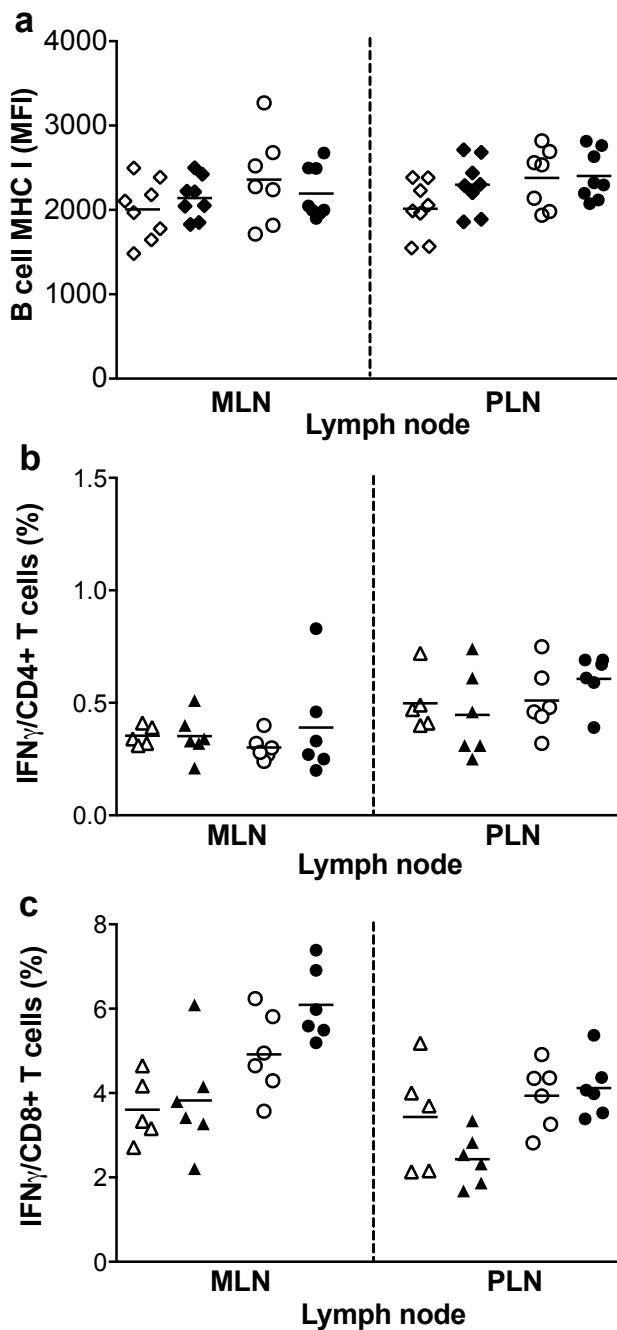 a
B cell MHC I (MFI)
4000
3000
2000
1000
0
MLN
PLN
Lymph node
b
IFNγ/CD4+ T cells (%)
1.5
1.0
0.5
0.0
MLN
PLN
Lymph node
c
IFNγ/CD8+ T cells (%)
8
6
4
2
0
MLN
PLN
Lymph node